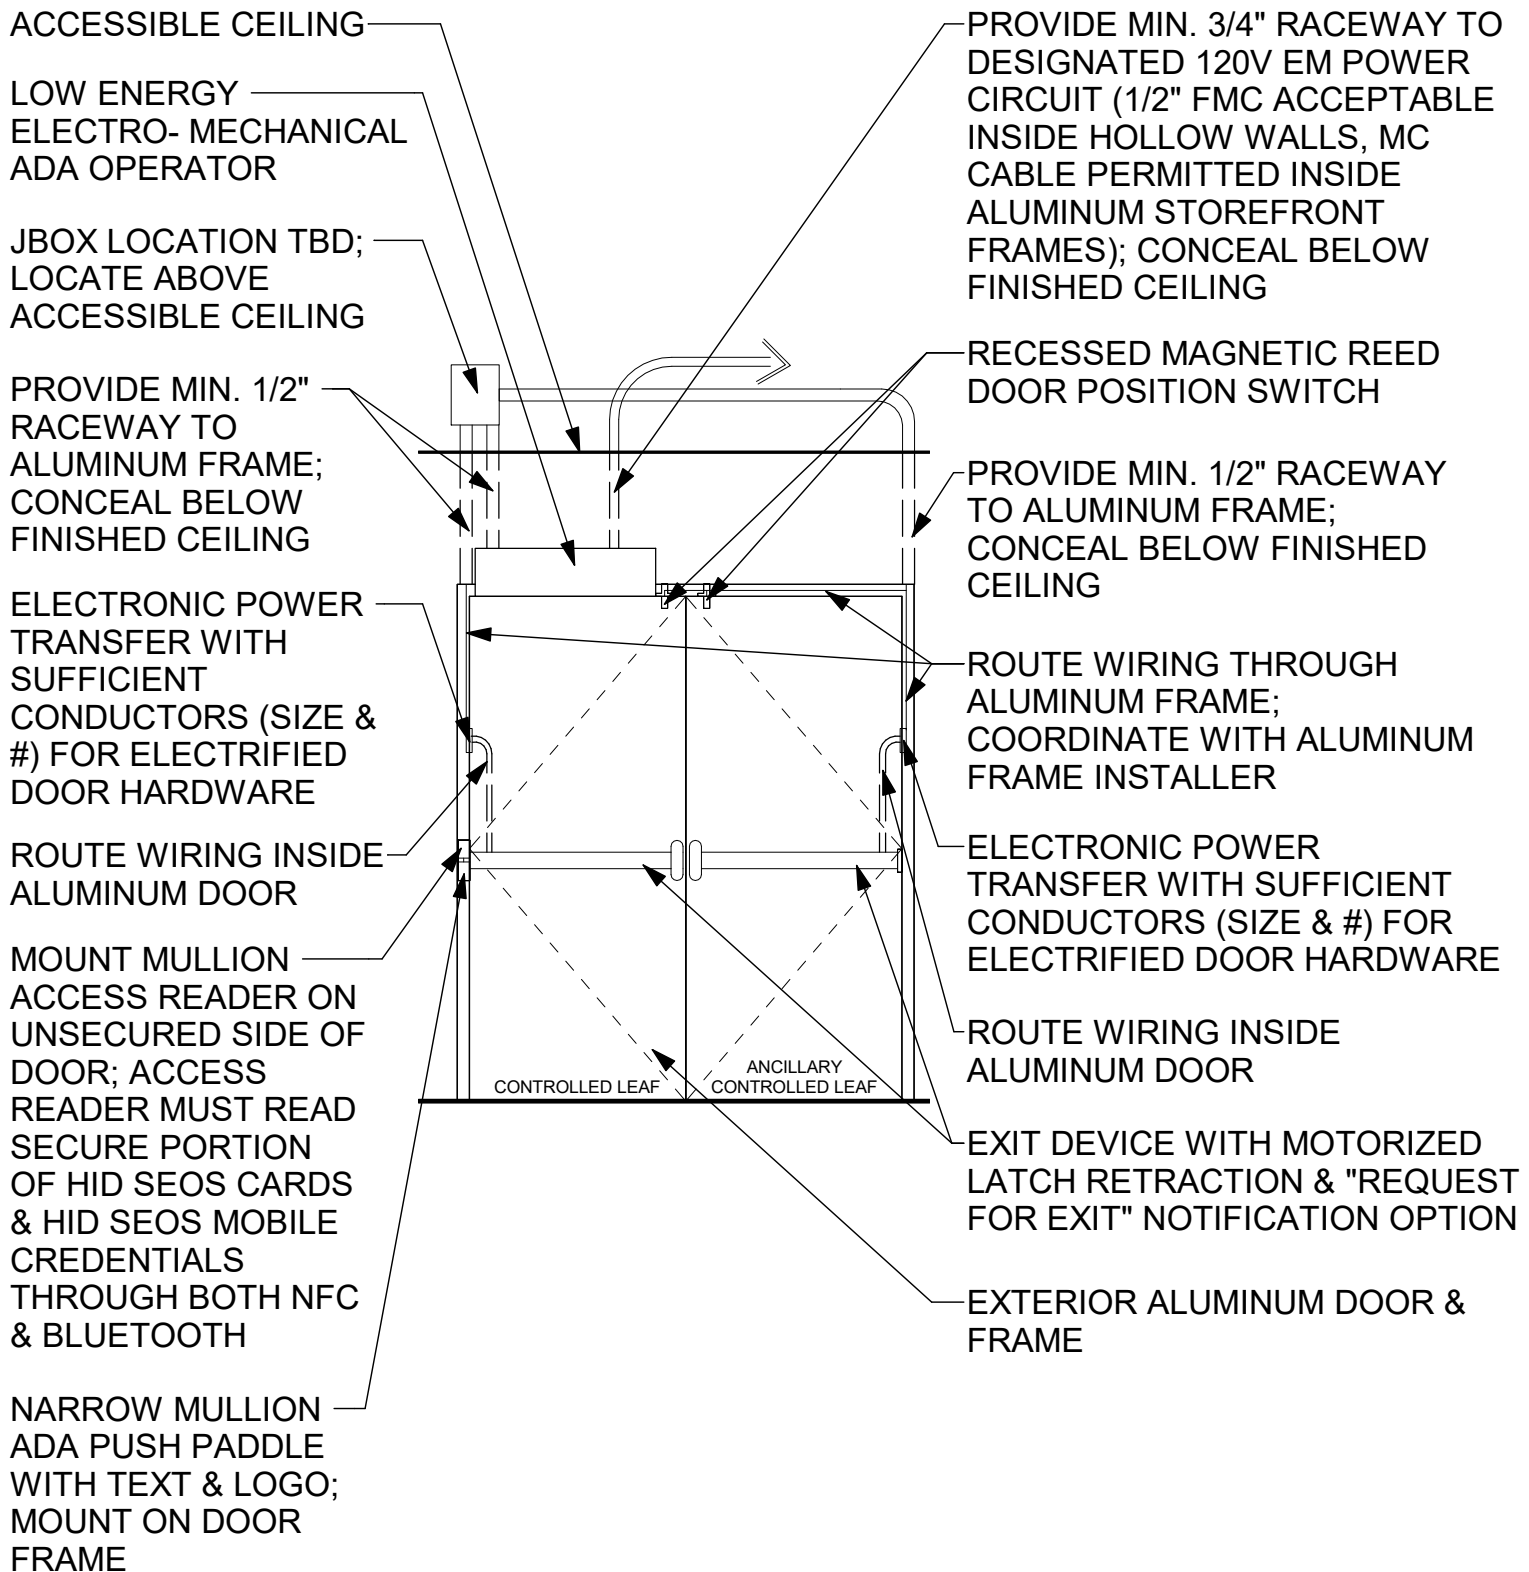 ACCESSIBLE CEILING
LOW ENERGY
ELECTRO- MECHANICAL
ADA OPERATOR
JBOX LOCATION TBD;
LOCATE ABOVE
ACCESSIBLE CEILING
PROVIDE MIN. 1/2"
RACEWAY TO
ALUMINUM FRAME;
CONCEAL BELOW
FINISHED CEILING
ELECTRONIC POWER
TRANSFER WITH
SUFFICIENT
CONDUCTORS (SIZE &
#) FOR ELECTRIFIED
DOOR HARDWARE
ROUTE WIRING INSIDE
ALUMINUM DOOR
MOUNT MULLION
ACCESS READER ON
UNSECURED SIDE OF
DOOR; ACCESS
READER MUST READ
SECURE PORTION
OF HID SEOS CARDS
& HID SEOS MOBILE
CREDENTIALS
THROUGH BOTH NFC
& BLUETOOTH
NARROW MULLION
ADA PUSH PADDLE
WITH TEXT & LOGO;
MOUNT ON DOOR
FRAME
CONTROLLED LEAF
ANCILLARY
CONTROLLED LEAF
PROVIDE MIN. 3/4" RACEWAY TO
DESIGNATED 120V EM POWER
CIRCUIT (1/2" FMC ACCEPTABLE
INSIDE HOLLOW WALLS, MC
CABLE PERMITTED INSIDE
ALUMINUM STOREFRONT
FRAMES); CONCEAL BELOW
FINISHED CEILING
RECESSED MAGNETIC REED
DOOR POSITION SWITCH
PROVIDE MIN. 1/2" RACEWAY
TO ALUMINUM FRAME;
CONCEAL BELOW FINISHED
CEILING
ROUTE WIRING THROUGH
ALUMINUM FRAME;
COORDINATE WITH ALUMINUM
FRAME INSTALLER
ELECTRONIC POWER
TRANSFER WITH SUFFICIENT
CONDUCTORS (SIZE & #) FOR
ELECTRIFIED DOOR HARDWARE
ROUTE WIRING INSIDE
ALUMINUM DOOR
EXIT DEVICE WITH MOTORIZED
LATCH RETRACTION & "REQUEST
FOR EXIT" NOTIFICATION OPTION
EXTERIOR ALUMINUM DOOR &
FRAME